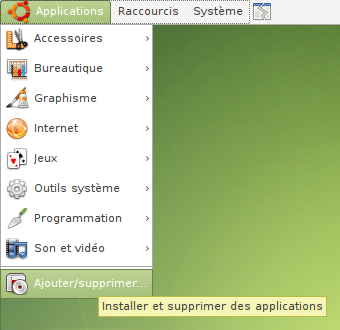 Applications Raccourcis Système
Accessoires
Bureautique
Graphisme
Internet
Jeux
Outils système
Programmation
Son et vidéo
Ajouter/supprimer...
Installer et supprimer des applications